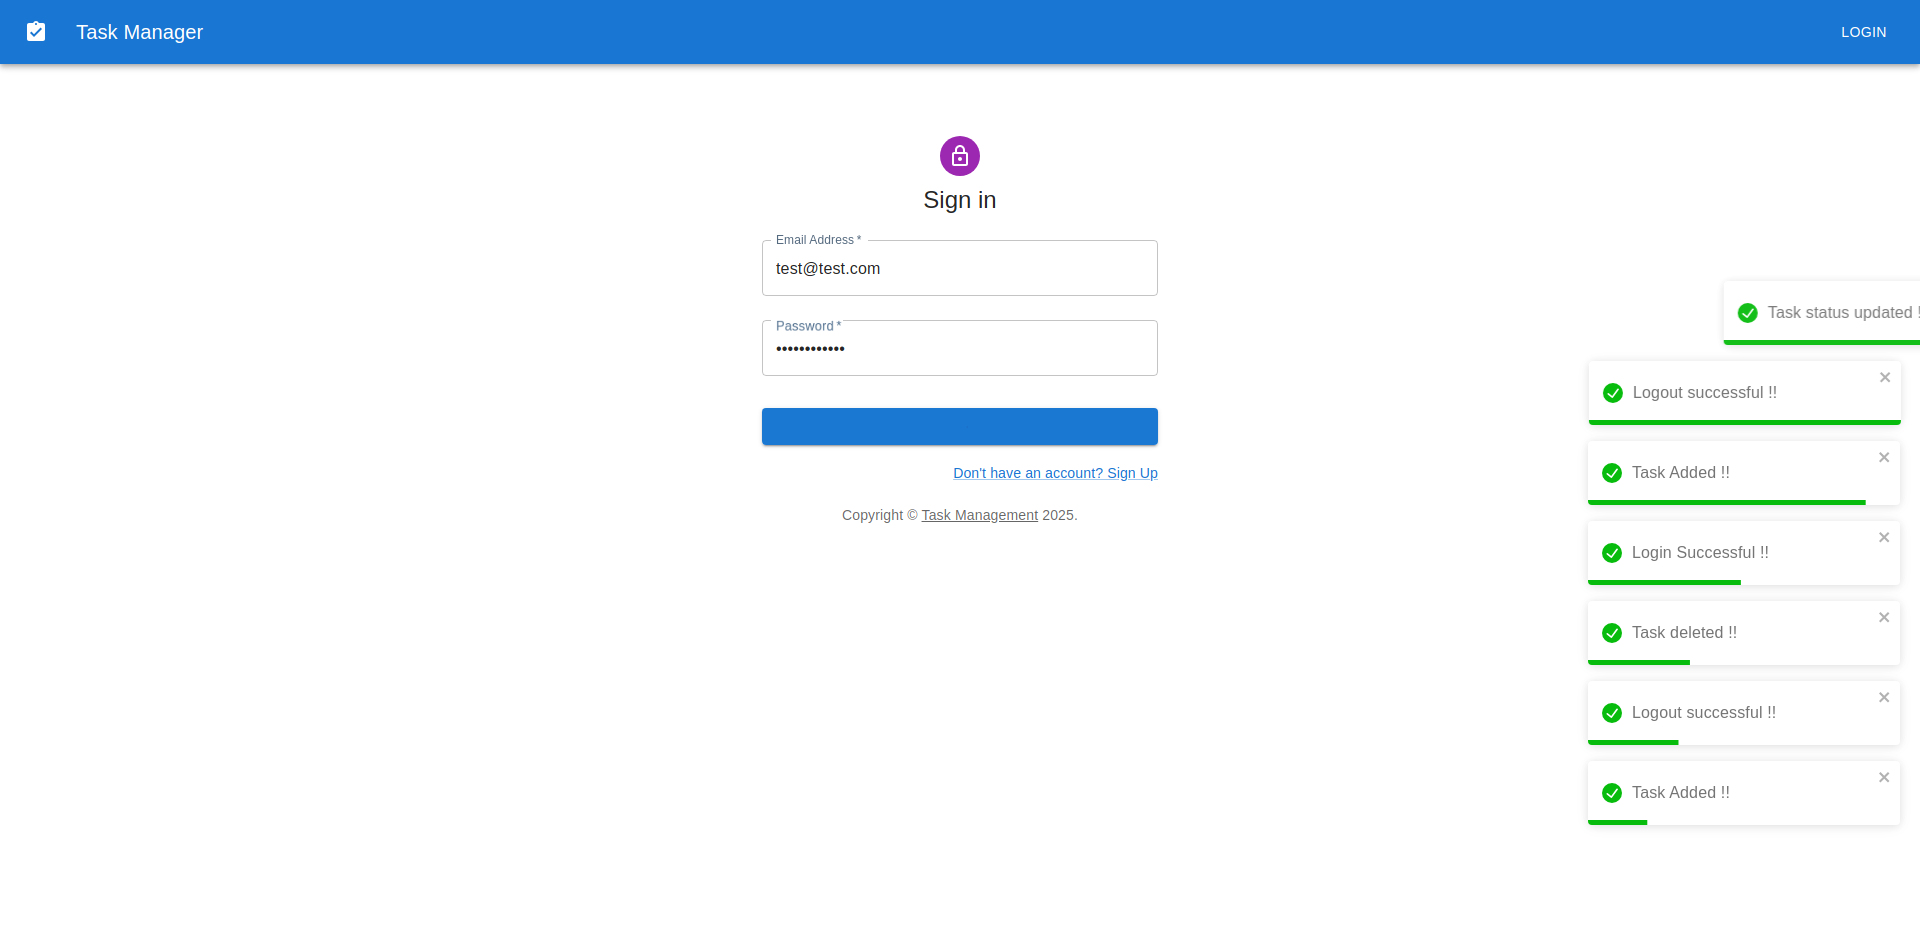 Task Manager
LOGIN
Sign in
Email Address *
test@test.com
Password *
••••••••••••
Don't have an account? Sign Up
Copyright © Task Management 2025.
Task status updated !
Logout successful !!
Task Added !!
Login Successful !!
Task deleted !!
Logout successful !!
Task Added !!